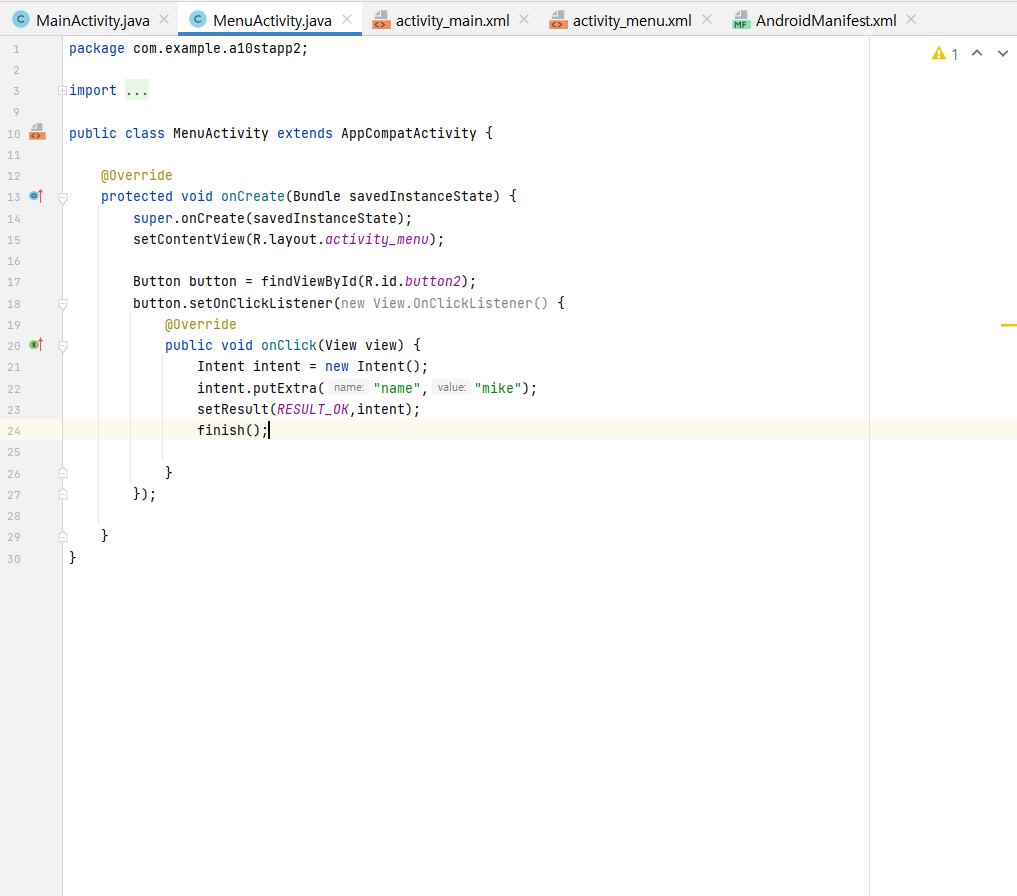 MainActivity.java MenuActivity.java activity_main.xml activity_menu.xml AndroidManifest.xml
1 package com.example.a10stapp2; 1
2
3 import ...
9
10 public class MenuActivity extends AppCompatActivity {
11
12 @Override
13 protected void onCreate(Bundle savedInstanceState) {
14 super.onCreate(savedInstanceState);
15 setContentView(R.layout.activity_menu);
16
17 Button button = findViewById(R.id.button2);
18 button.setOnClickListener(new View.OnClickListener() {
19 @Override
20 public void onClick(View view) {
21 Intent intent = new Intent();
22 intent.putExtra( name: "name", value: "mike");
23 setResult(RESULT_OK,intent);
24 finish();
25
26 }
27 });
28
29 }
30 }